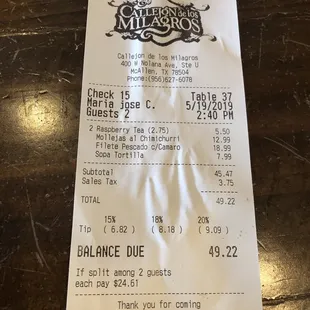 CALLEJON de los
MILAGROS
Callejon de los Milagrom
400 W Nolana Ave, Ste U
McAllen, TX 78504
Phone:(956)627-6078
Check 15 Table 37
Maria jose C. 5/19/2019
Guests 2 2:40 PM
2 Raspberry Tea (2.75) 5.50
Mollejas al Chimichurri 12.99
Filete Pescado c/Camaro 18.99
Sopa Tortilla 7.99
Subtotal 45.47
Sales Tax 3.75
TOTAL 49.22
15% 18% 20%
Tip ( 6.82 ) ( 8.18 ) ( 9.09 )
BALANCE DUE 49.22
If split among 2 guests
each pay $24.61
Thank you for coming